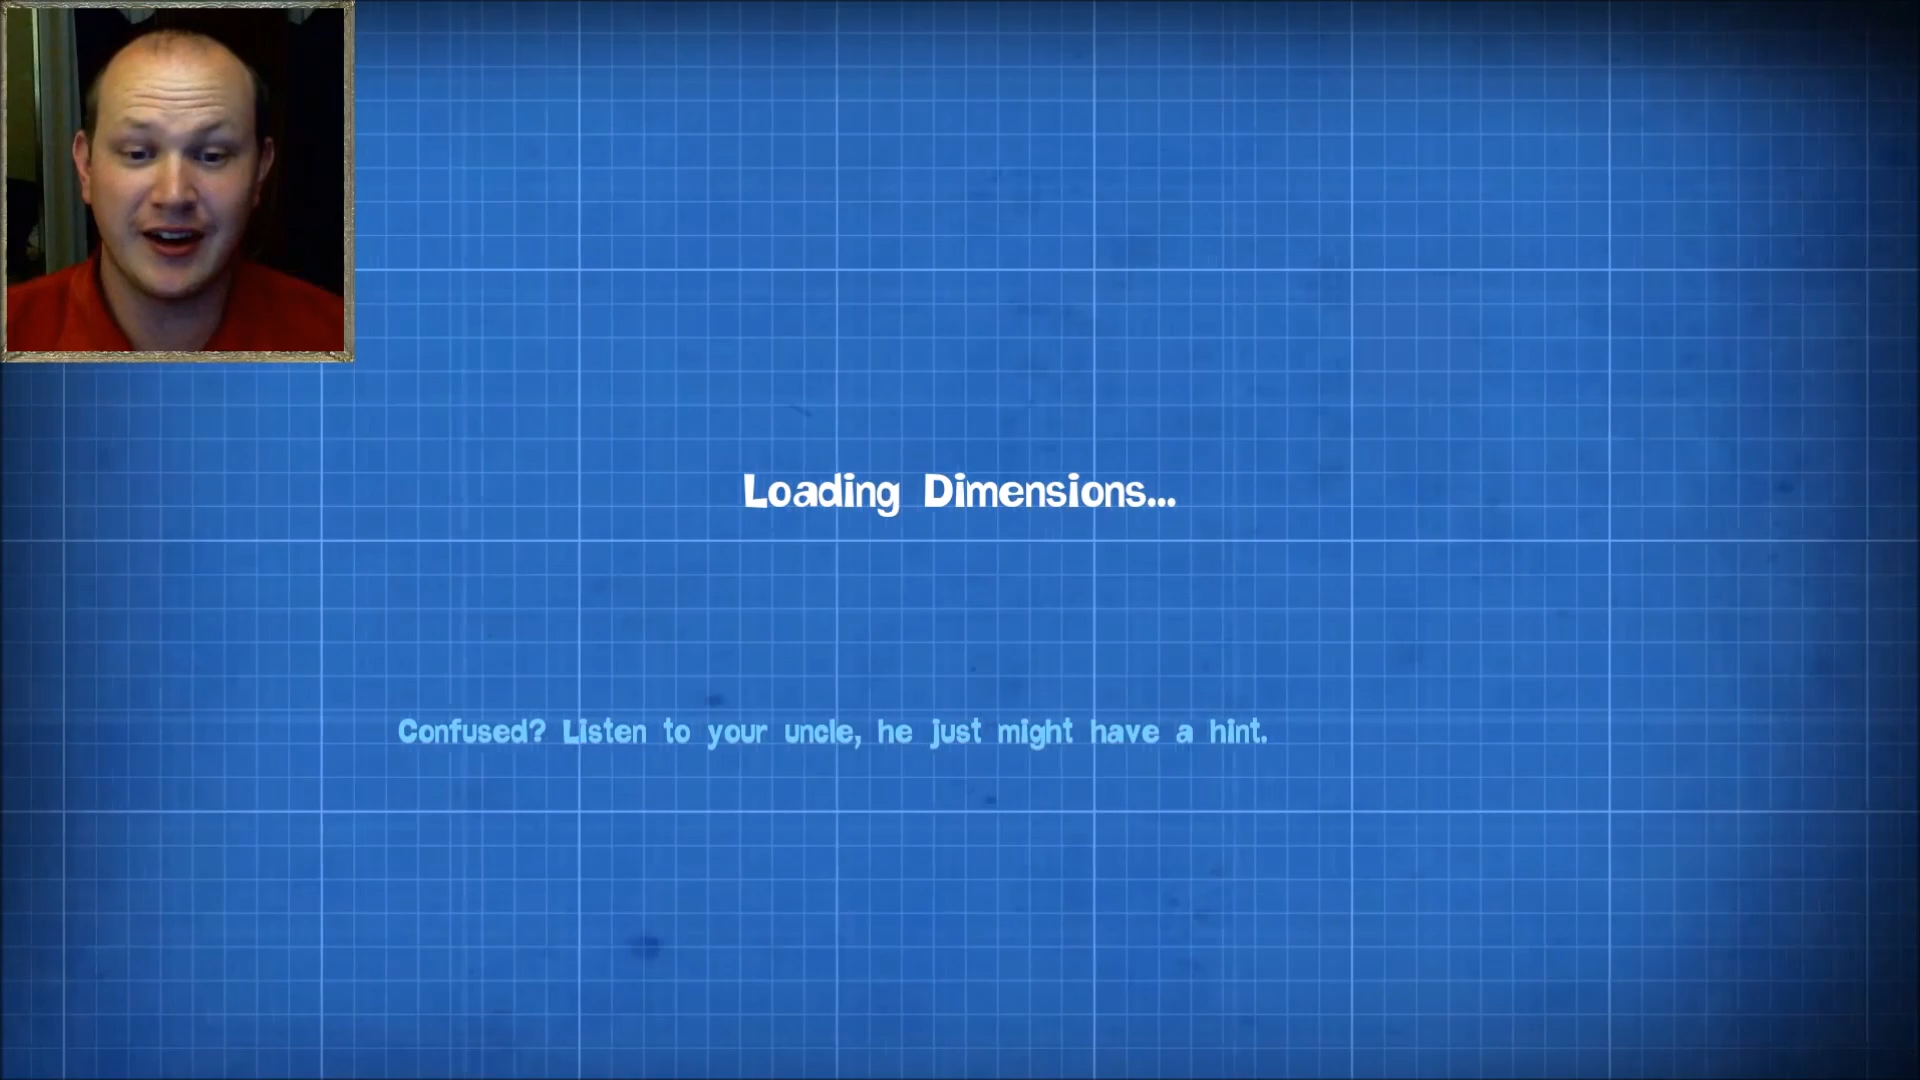 Loading Dimensions...
Confused? Listen to your uncle, he just might have a hint.